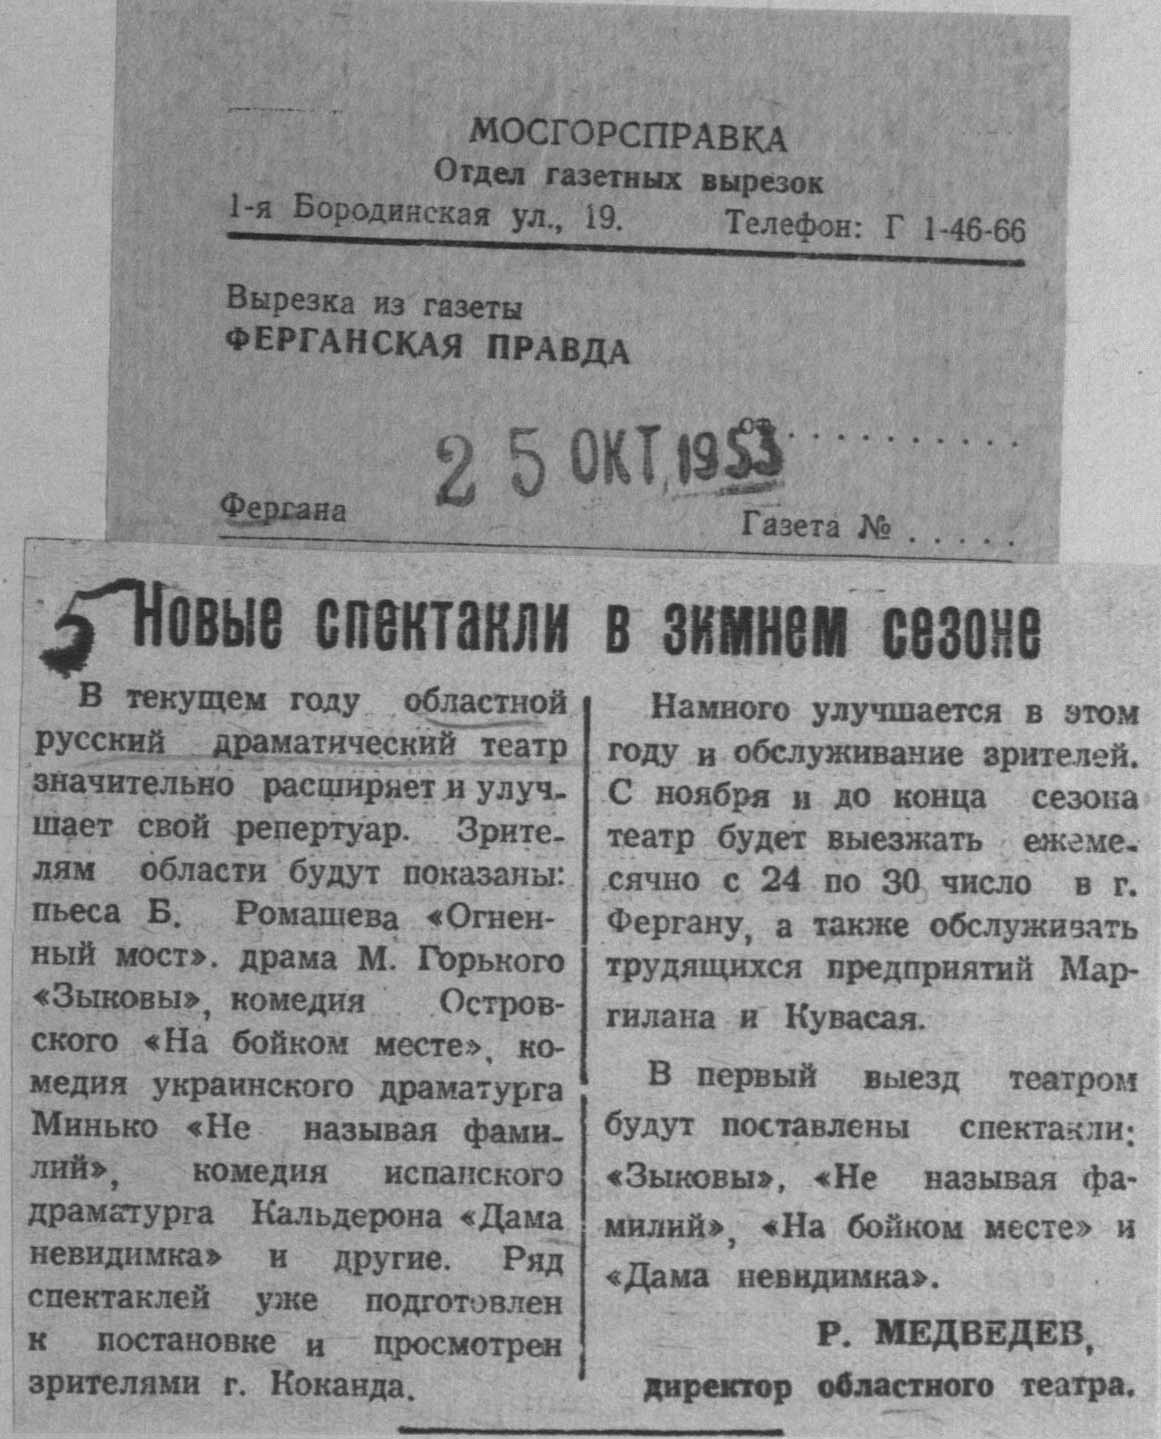 МОСГОРСПРАВКА
Отдел газетных вырезок
1-я Бородинская ул., 19. Телефон: Г 1-46-66
Вырезка из газеты
ФЕРГАНСКАЯ ПРАВДА
от . . . . . . . . . . .
25 ОКТ. 1953
Фергана Газета № . . . . .
5 Новые спектакли в зимнем сезоне
В текущем году областной
русский драматический театр
значительно расширяет и улуч-
шает свой репертуар. Зрите-
лям области будут показаны:
пьеса Б. Ромашева «Огнен-
ный мост». драма М. Горького
«Зыковы», комедия Остров-
ского «На бойком месте», ко-
медия украинского драматурга
Минько «Не называя фами-
лий», комедия испанского
драматурга Кальдерона «Дама
невидимка» и другие. Ряд
спектаклей уже подготовлен
к постановке и просмотрен
зрителями г. Коканда.
Намного улучшается в этом
году и обслуживание зрителей.
С ноября и до конца сезона
театр будет выезжать ежеме-
сячно с 24 по 30 число в г.
Фергану, а также обслуживать
трудящихся предприятий Мар-
гилана и Кувасая.
В первый выезд театром
будут поставлены спектакли:
«Зыковы», «Не называя фа-
милий», «На бойком месте» и
«Дама невидимка».
Р. МЕДВЕДЕВ,
директор областного театра.